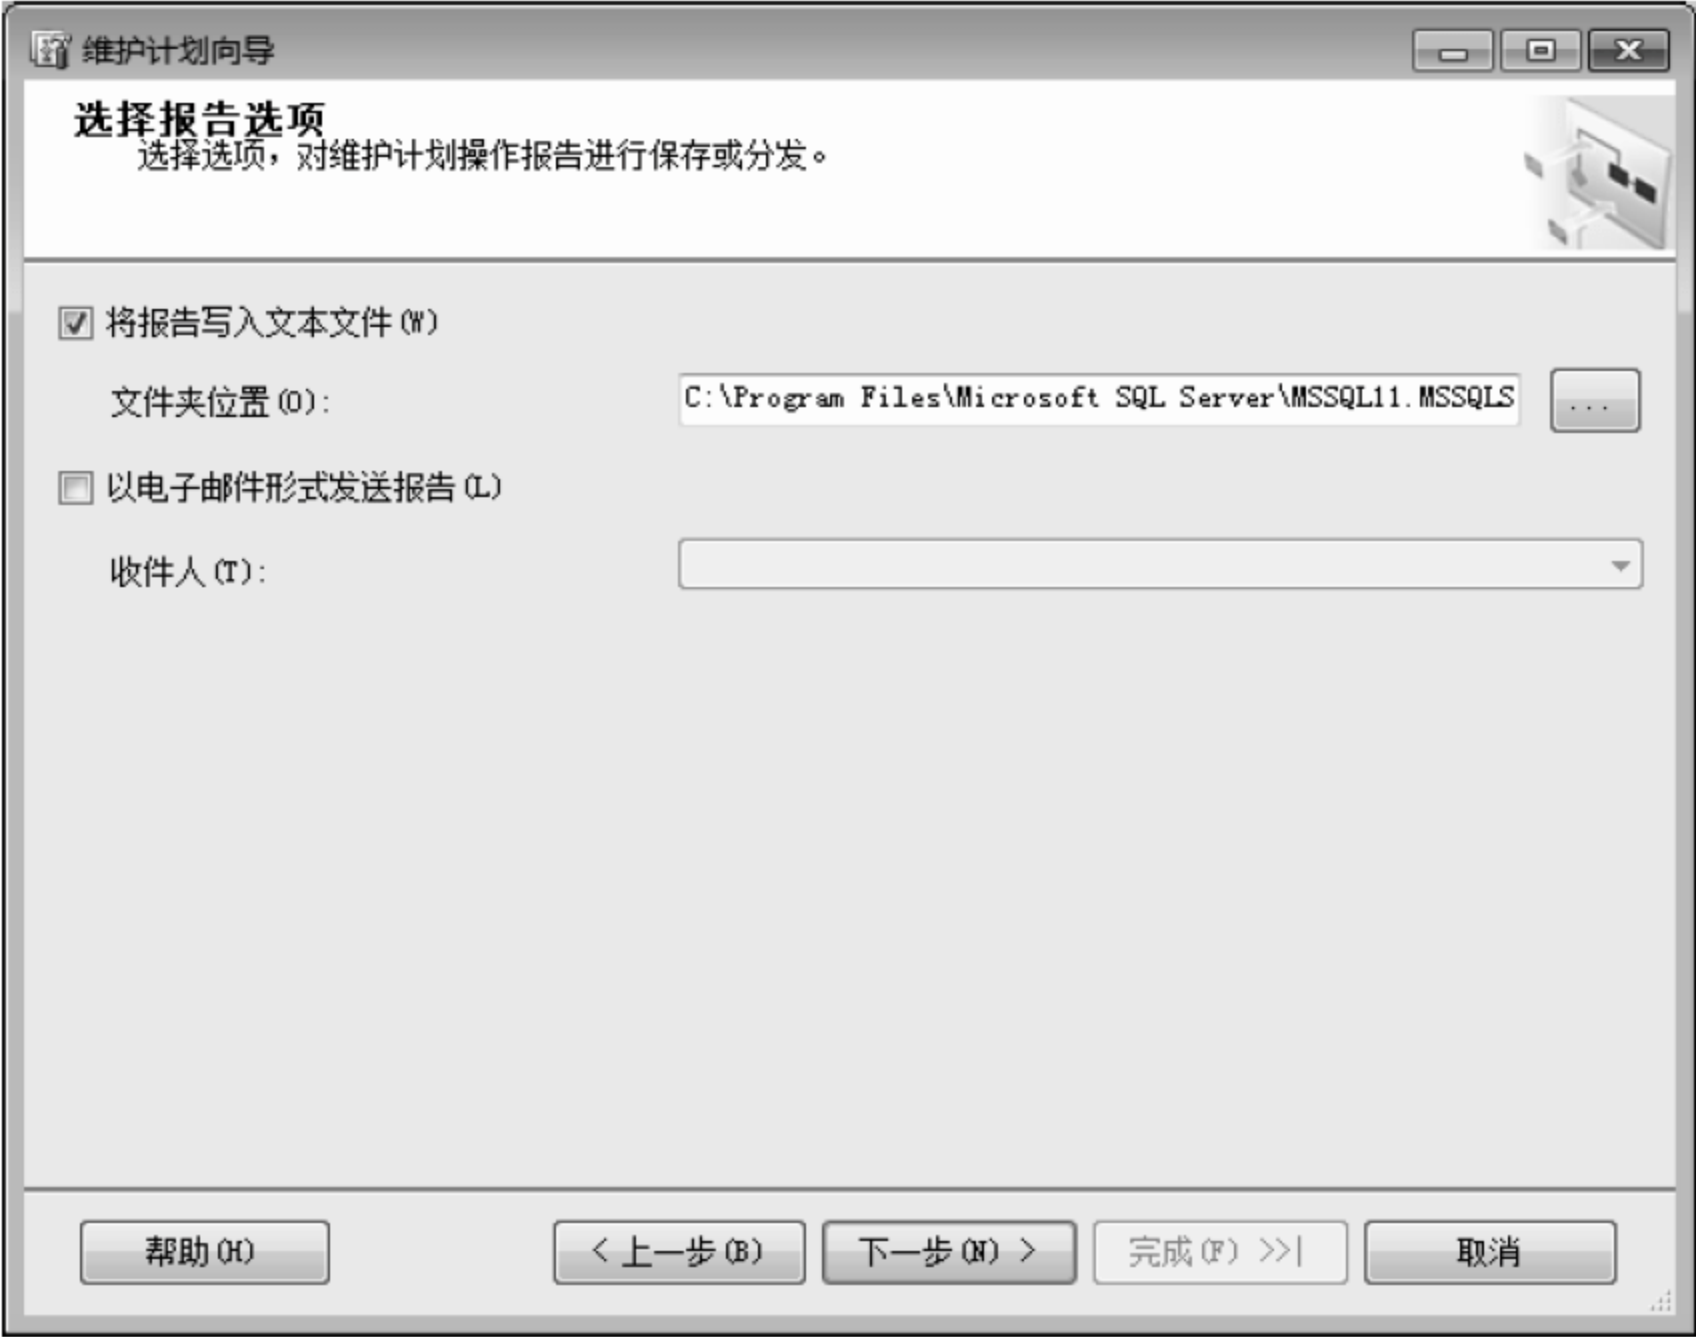 维护计划向导
选择报告选项
选择选项，对维护计划操作报告进行保存或分发。
将报告写入文本文件(W)
文件夹位置(O):
C:\Program Files\Microsoft SQL Server\MSSQL11.MSSQLS
...
以电子邮件形式发送报告(L)
收件人(T):
帮助(H)
< 上一步(B)
下一步(N) >
完成(F) >>|
取消